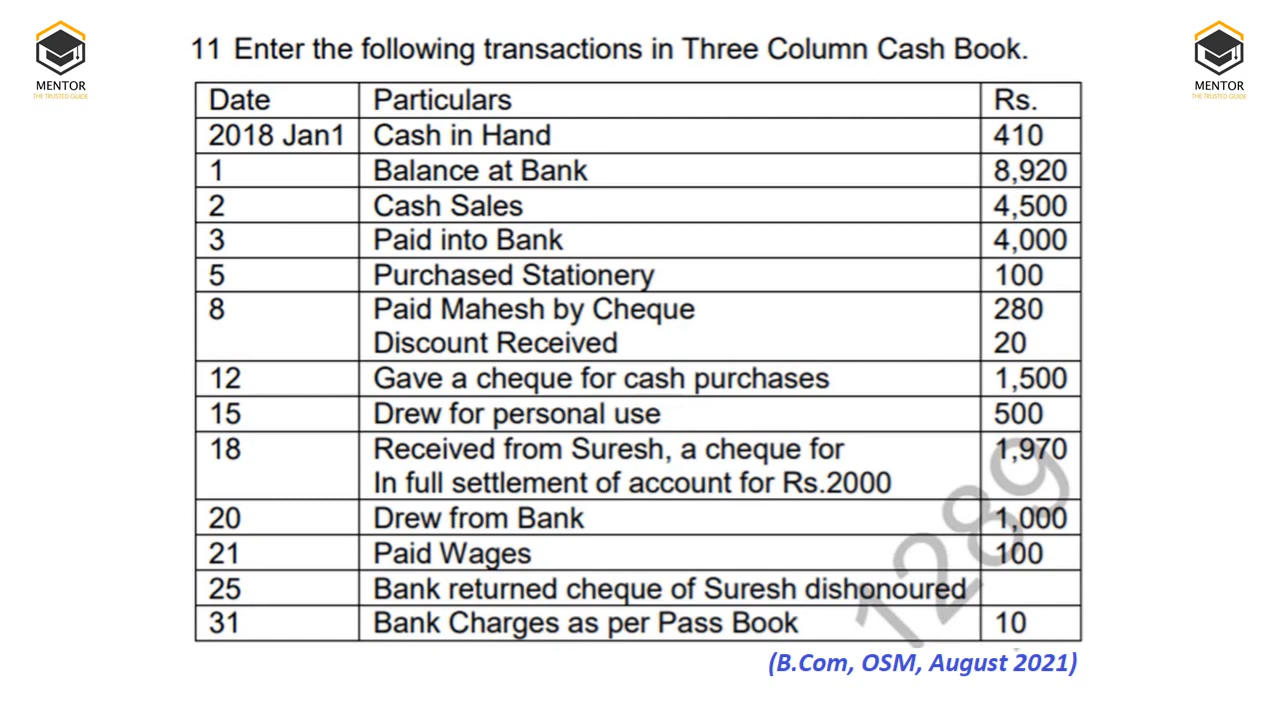 MENTOR
THE TRUSTED GUIDE
MENTOR
THE TRUSTED GUIDE
11 Enter the following transactions in Three Column Cash Book.
Date Particulars Rs.
2018 Jan1 Cash in Hand 410
1 Balance at Bank 8,920
2 Cash Sales 4,500
3 Paid into Bank 4,000
5 Purchased Stationery 100
8 Paid Mahesh by Cheque 280
Discount Received 20
12 Gave a cheque for cash purchases 1,500
15 Drew for personal use 500
18 Received from Suresh, a cheque for 1,970
In full settlement of account for Rs.2000
20 Drew from Bank 1,000
21 Paid Wages 100
25 Bank returned cheque of Suresh dishonoured
31 Bank Charges as per Pass Book 10
1289
(B.Com, OSM, August 2021)